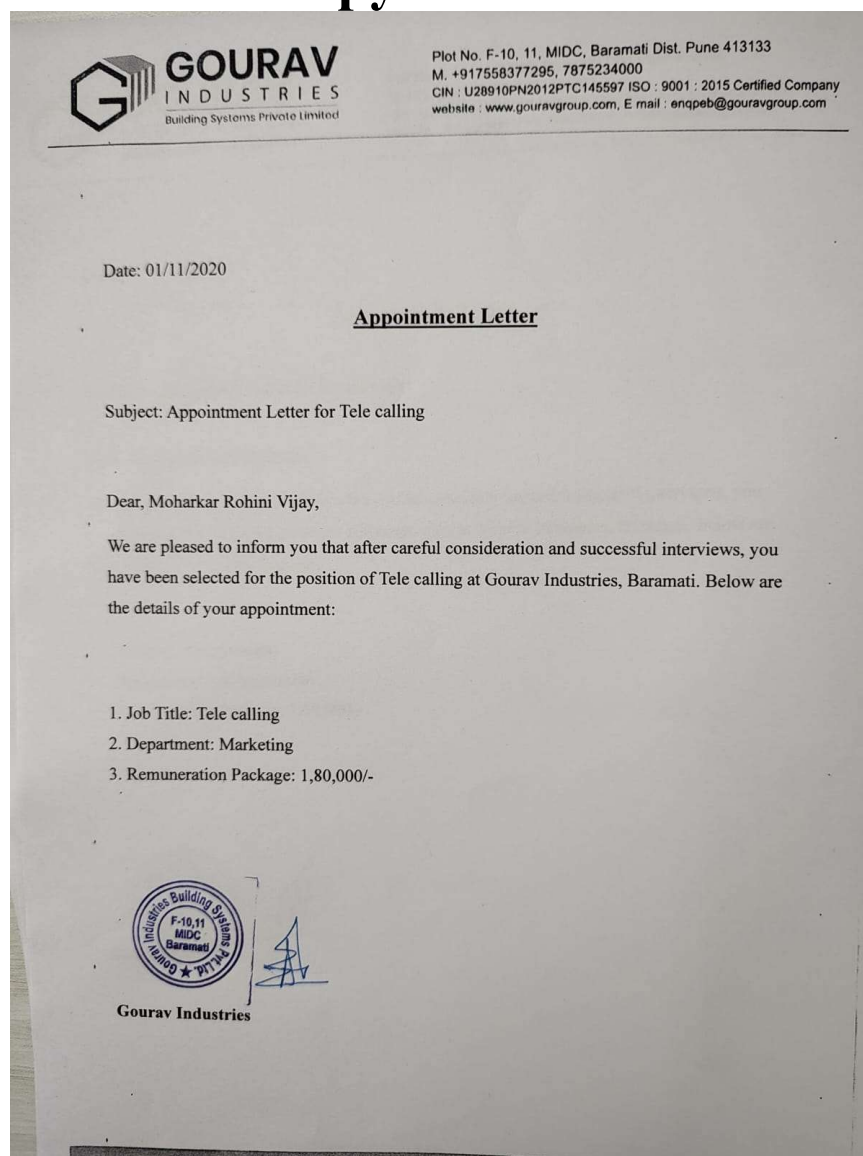 GOURAV
INDUSTRIES
Building Systems Private Limited
Plot No. F-10, 11, MIDC, Baramati Dist. Pune 413133
M. +917558377295, 7875234000
CIN : U28910PN2012PTC145597 ISO : 9001 : 2015 Certified Company
website : www.gouravgroup.com, E mail : enqpeb@gouravgroup.com
Date: 01/11/2020
Appointment Letter
Subject: Appointment Letter for Tele calling
Dear, Moharkar Rohini Vijay,
We are pleased to inform you that after careful consideration and successful interviews, you
have been selected for the position of Tele calling at Gourav Industries, Baramati. Below are
the details of your appointment:
1. Job Title: Tele calling
2. Department: Marketing
3. Remuneration Package: 1,80,000/-
Gourav Industries Building Systems Pvt.Ltd.
F-10,11
MIDC
Baramati
Gourav Industries